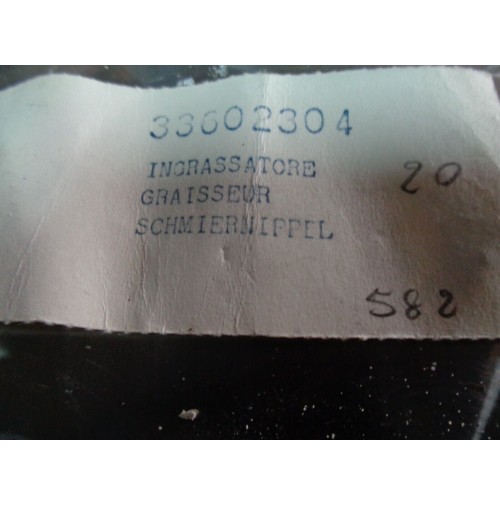 33602304
INGRASSATORE
20
GRAISSEUR
SCHMIERNIPPEL
582